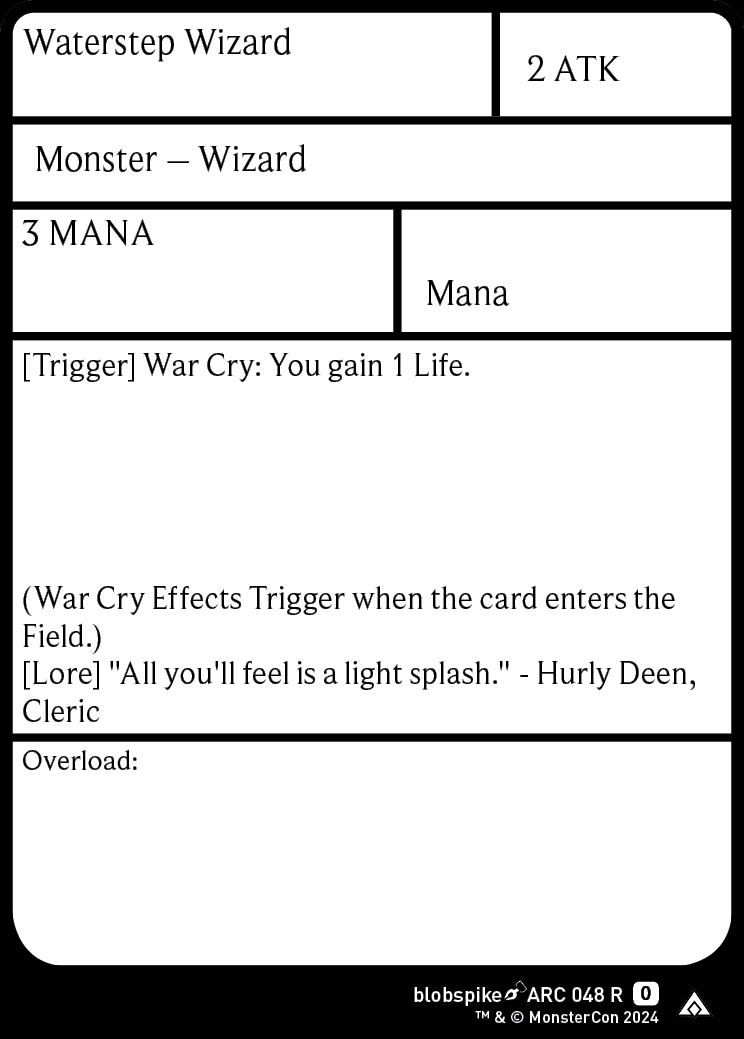 Waterstep Wizard
2 ATK
Monster – Wizard
3 MANA
Mana
[Trigger] War Cry: You gain 1 Life.
(War Cry Effects Trigger when the card enters the
Field.)
[Lore] "All you'll feel is a light splash." - Hurly Deen,
Cleric
Overload:
blobspike ARC 048 R 0
™ & © MonsterCon 2024